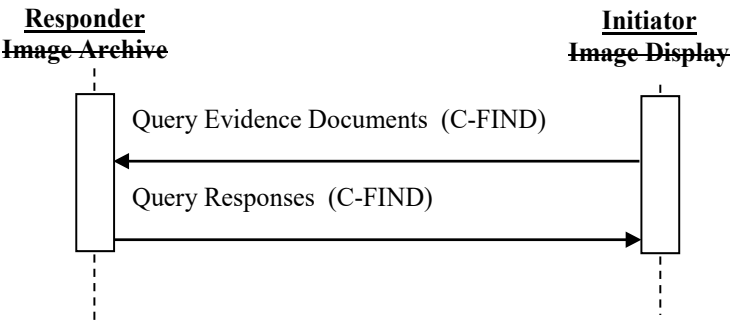 Responder
Image Archive
Initiator
Image Display
Query Evidence Documents (C-FIND)
Query Responses (C-FIND)